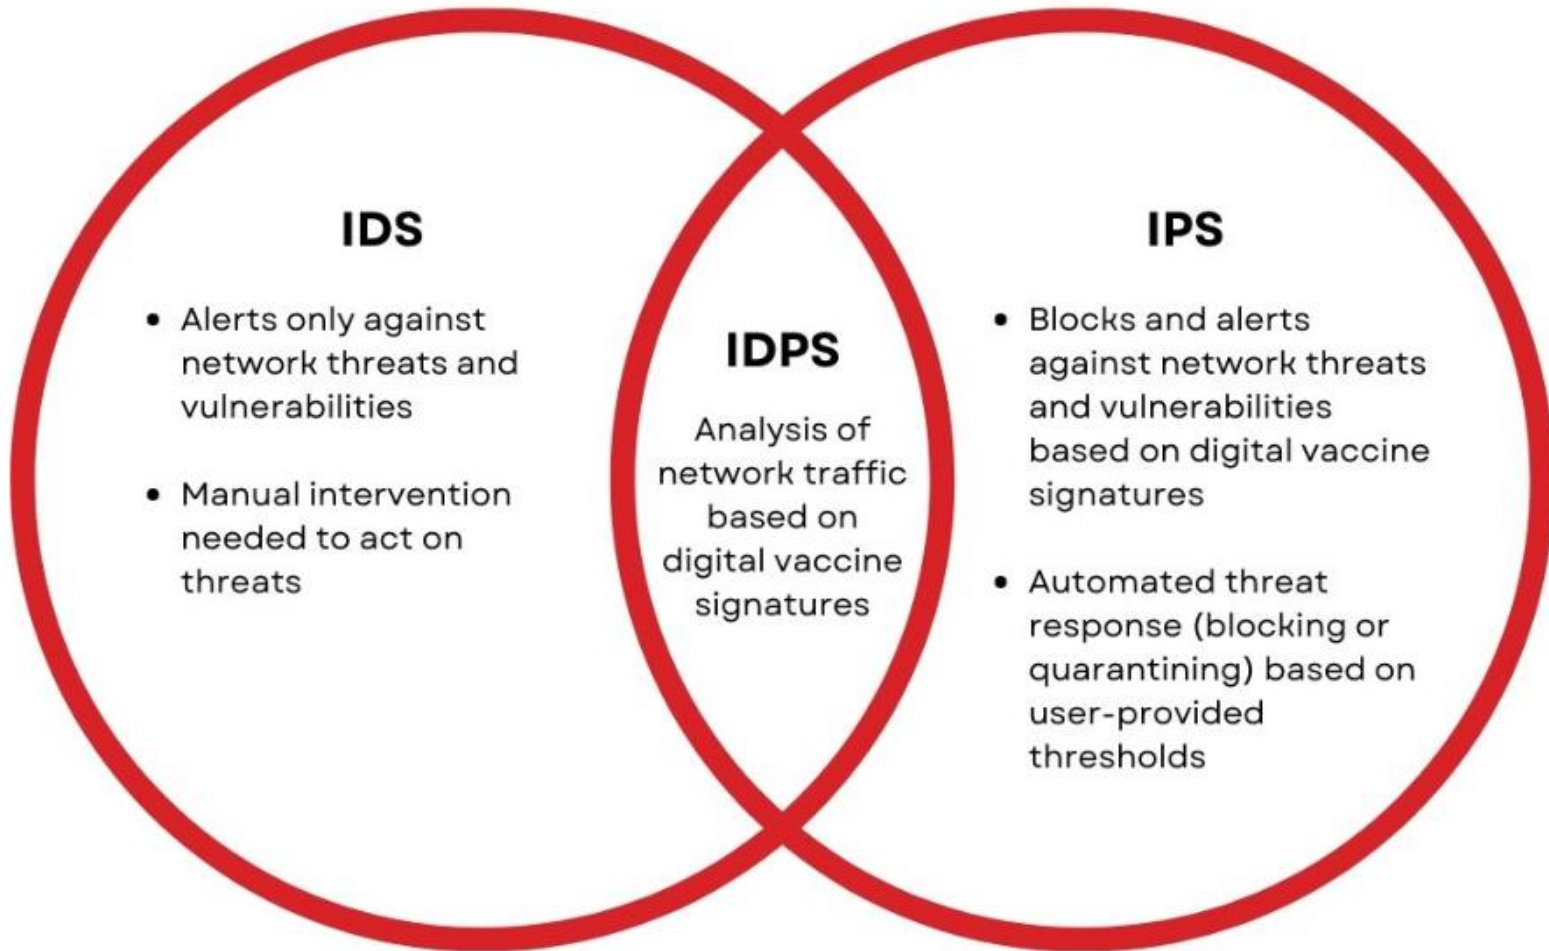 IDS
• Alerts only against
network threats and
vulnerabilities
• Manual intervention
needed to act on
threats
IDPS
Analysis of
network traffic
based on
digital vaccine
signatures
IPS
• Blocks and alerts
against network threats
and vulnerabilities
based on digital vaccine
signatures
• Automated threat
response (blocking or
quarantining) based on
user-provided
thresholds